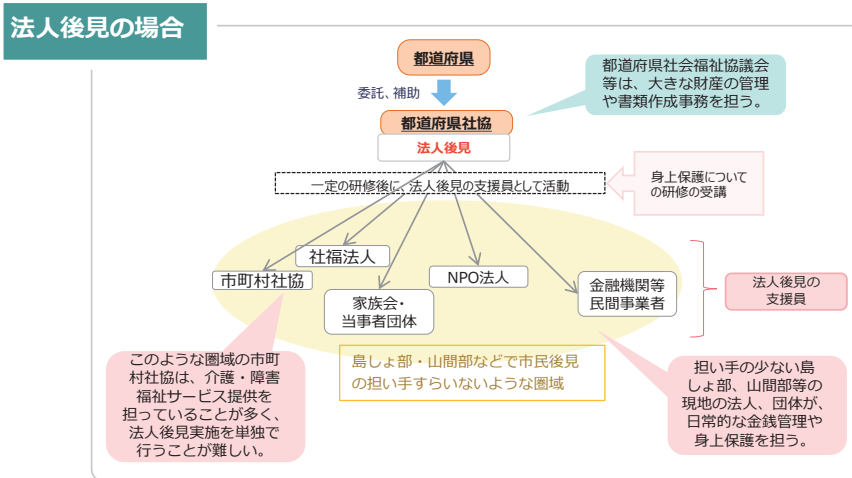 法人後見の場合
都道府県
委託、補助
都道府県社会福祉協議会
等は、大きな財産の管理
や書類作成事務を担う。
都道府県社協
法人後見
一定の研修後に、法人後見の支援員として活動
身上保護について
の研修の受講
社福法人
市町村社協
NPO法人
家族会・
当事者団体
金融機関等
民間事業者
法人後見の
支援員
島しょ部・山間部などで市民後見
の担い手すらいないような圏域
このような圏域の市町
村社協は、介護・障害
福祉サービス提供を
担っていることが多く、
法人後見実施を単独で
行うことが難しい。
担い手の少ない島
しょ部、山間部等の
現地の法人、団体が、
日常的な金銭管理や
身上保護を担う。